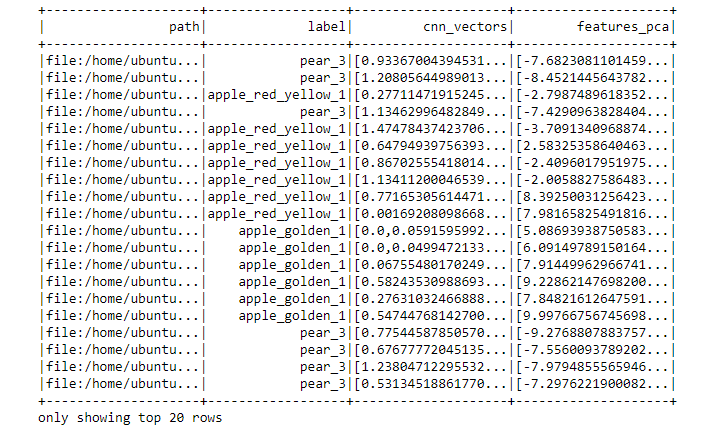 +--------------------+------------------+--------------------+--------------------+
|                path|             label|         cnn_vectors|        features_pca|
+--------------------+------------------+--------------------+--------------------+
|file:/home/ubuntu...|            pear_3|[0.93367004394531...|[-7.6823081101459...|
|file:/home/ubuntu...|            pear_3|[1.20805644989013...|[-8.4521445643782...|
|file:/home/ubuntu...|apple_red_yellow_1|[0.27711471915245...|[-2.7987489618352...|
|file:/home/ubuntu...|            pear_3|[1.13462996482849...|[-7.4290963828404...|
|file:/home/ubuntu...|apple_red_yellow_1|[1.47478437423706...|[-3.7091340968874...|
|file:/home/ubuntu...|apple_red_yellow_1|[0.64794939756393...|[2.58325358640463...|
|file:/home/ubuntu...|apple_red_yellow_1|[0.86702555418014...|[-2.4096017951975...|
|file:/home/ubuntu...|apple_red_yellow_1|[1.13411200046539...|[-2.0058827586483...|
|file:/home/ubuntu...|apple_red_yellow_1|[0.77165305614471...|[8.39250031256423...|
|file:/home/ubuntu...|apple_red_yellow_1|[0.00169208098668...|[7.98165825491816...|
|file:/home/ubuntu...|    apple_golden_1|[0.0,0.0591595992...|[5.08693938750583...|
|file:/home/ubuntu...|    apple_golden_1|[0.0,0.0499472133...|[6.09149789150164...|
|file:/home/ubuntu...|    apple_golden_1|[0.06755480170249...|[7.91449962966741...|
|file:/home/ubuntu...|    apple_golden_1|[0.58243530988693...|[9.22862147698200...|
|file:/home/ubuntu...|    apple_golden_1|[0.27631032466888...|[7.84821612647591...|
|file:/home/ubuntu...|    apple_golden_1|[0.54744768142700...|[9.99766756745698...|
|file:/home/ubuntu...|            pear_3|[0.77544587850570...|[-9.2768807883757...|
|file:/home/ubuntu...|            pear_3|[0.67677772045135...|[-7.5560093789202...|
|file:/home/ubuntu...|            pear_3|[1.23804712295532...|[-7.9794855565946...|
|file:/home/ubuntu...|            pear_3|[0.53134518861770...|[-7.2976221900082...|
+--------------------+------------------+--------------------+--------------------+
only showing top 20 rows